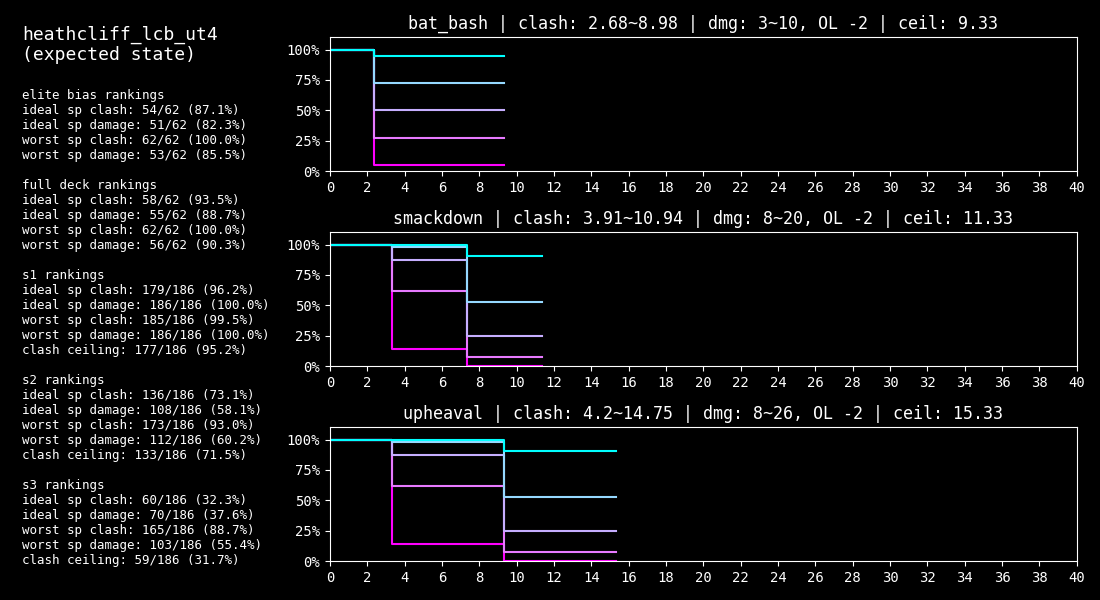 heathcliff_lcb_ut4
(expected state)
elite bias rankings
ideal sp clash: 54/62 (87.1%)
ideal sp damage: 51/62 (82.3%)
worst sp clash: 62/62 (100.0%)
worst sp damage: 53/62 (85.5%)
full deck rankings
ideal sp clash: 58/62 (93.5%)
ideal sp damage: 55/62 (88.7%)
worst sp clash: 62/62 (100.0%)
worst sp damage: 56/62 (90.3%)
s1 rankings
ideal sp clash: 179/186 (96.2%)
ideal sp damage: 186/186 (100.0%)
worst sp clash: 185/186 (99.5%)
worst sp damage: 186/186 (100.0%)
clash ceiling: 177/186 (95.2%)
s2 rankings
ideal sp clash: 136/186 (73.1%)
ideal sp damage: 108/186 (58.1%)
worst sp clash: 173/186 (93.0%)
worst sp damage: 112/186 (60.2%)
clash ceiling: 133/186 (71.5%)
s3 rankings
ideal sp clash: 60/186 (32.3%)
ideal sp damage: 70/186 (37.6%)
worst sp clash: 165/186 (88.7%)
worst sp damage: 103/186 (55.4%)
clash ceiling: 59/186 (31.7%)
bat_bash | clash: 2.68~8.98 | dmg: 3~10, OL -2 | ceil: 9.33
100%
75%
50%
25%
0%
0 2 4 6 8 10 12 14 16 18 20 22 24 26 28 30 32 34 36 38 40
smackdown | clash: 3.91~10.94 | dmg: 8~20, OL -2 | ceil: 11.33
100%
75%
50%
25%
0%
0 2 4 6 8 10 12 14 16 18 20 22 24 26 28 30 32 34 36 38 40
upheaval | clash: 4.2~14.75 | dmg: 8~26, OL -2 | ceil: 15.33
100%
75%
50%
25%
0%
0 2 4 6 8 10 12 14 16 18 20 22 24 26 28 30 32 34 36 38 40